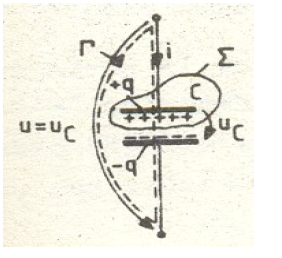 Γ
i
Σ
+q
C
+ + + + +
u = u_C
u_C
-q